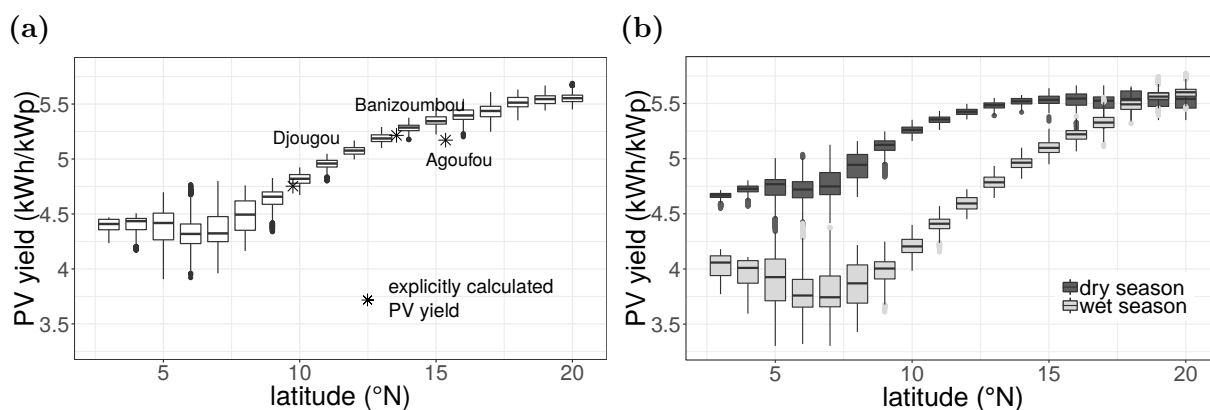 (a)
PV yield (kWh/kWp)
5.5
5
4.5
4
3.5
Banizoumbou
Djougou
Agoufou
explicitly calculated
PV yield
5
10
15
20
latitude (°N)
(b)
PV yield (kWh/kWp)
5.5
5
4.5
4
3.5
dry season
wet season
5
10
15
20
latitude (°N)